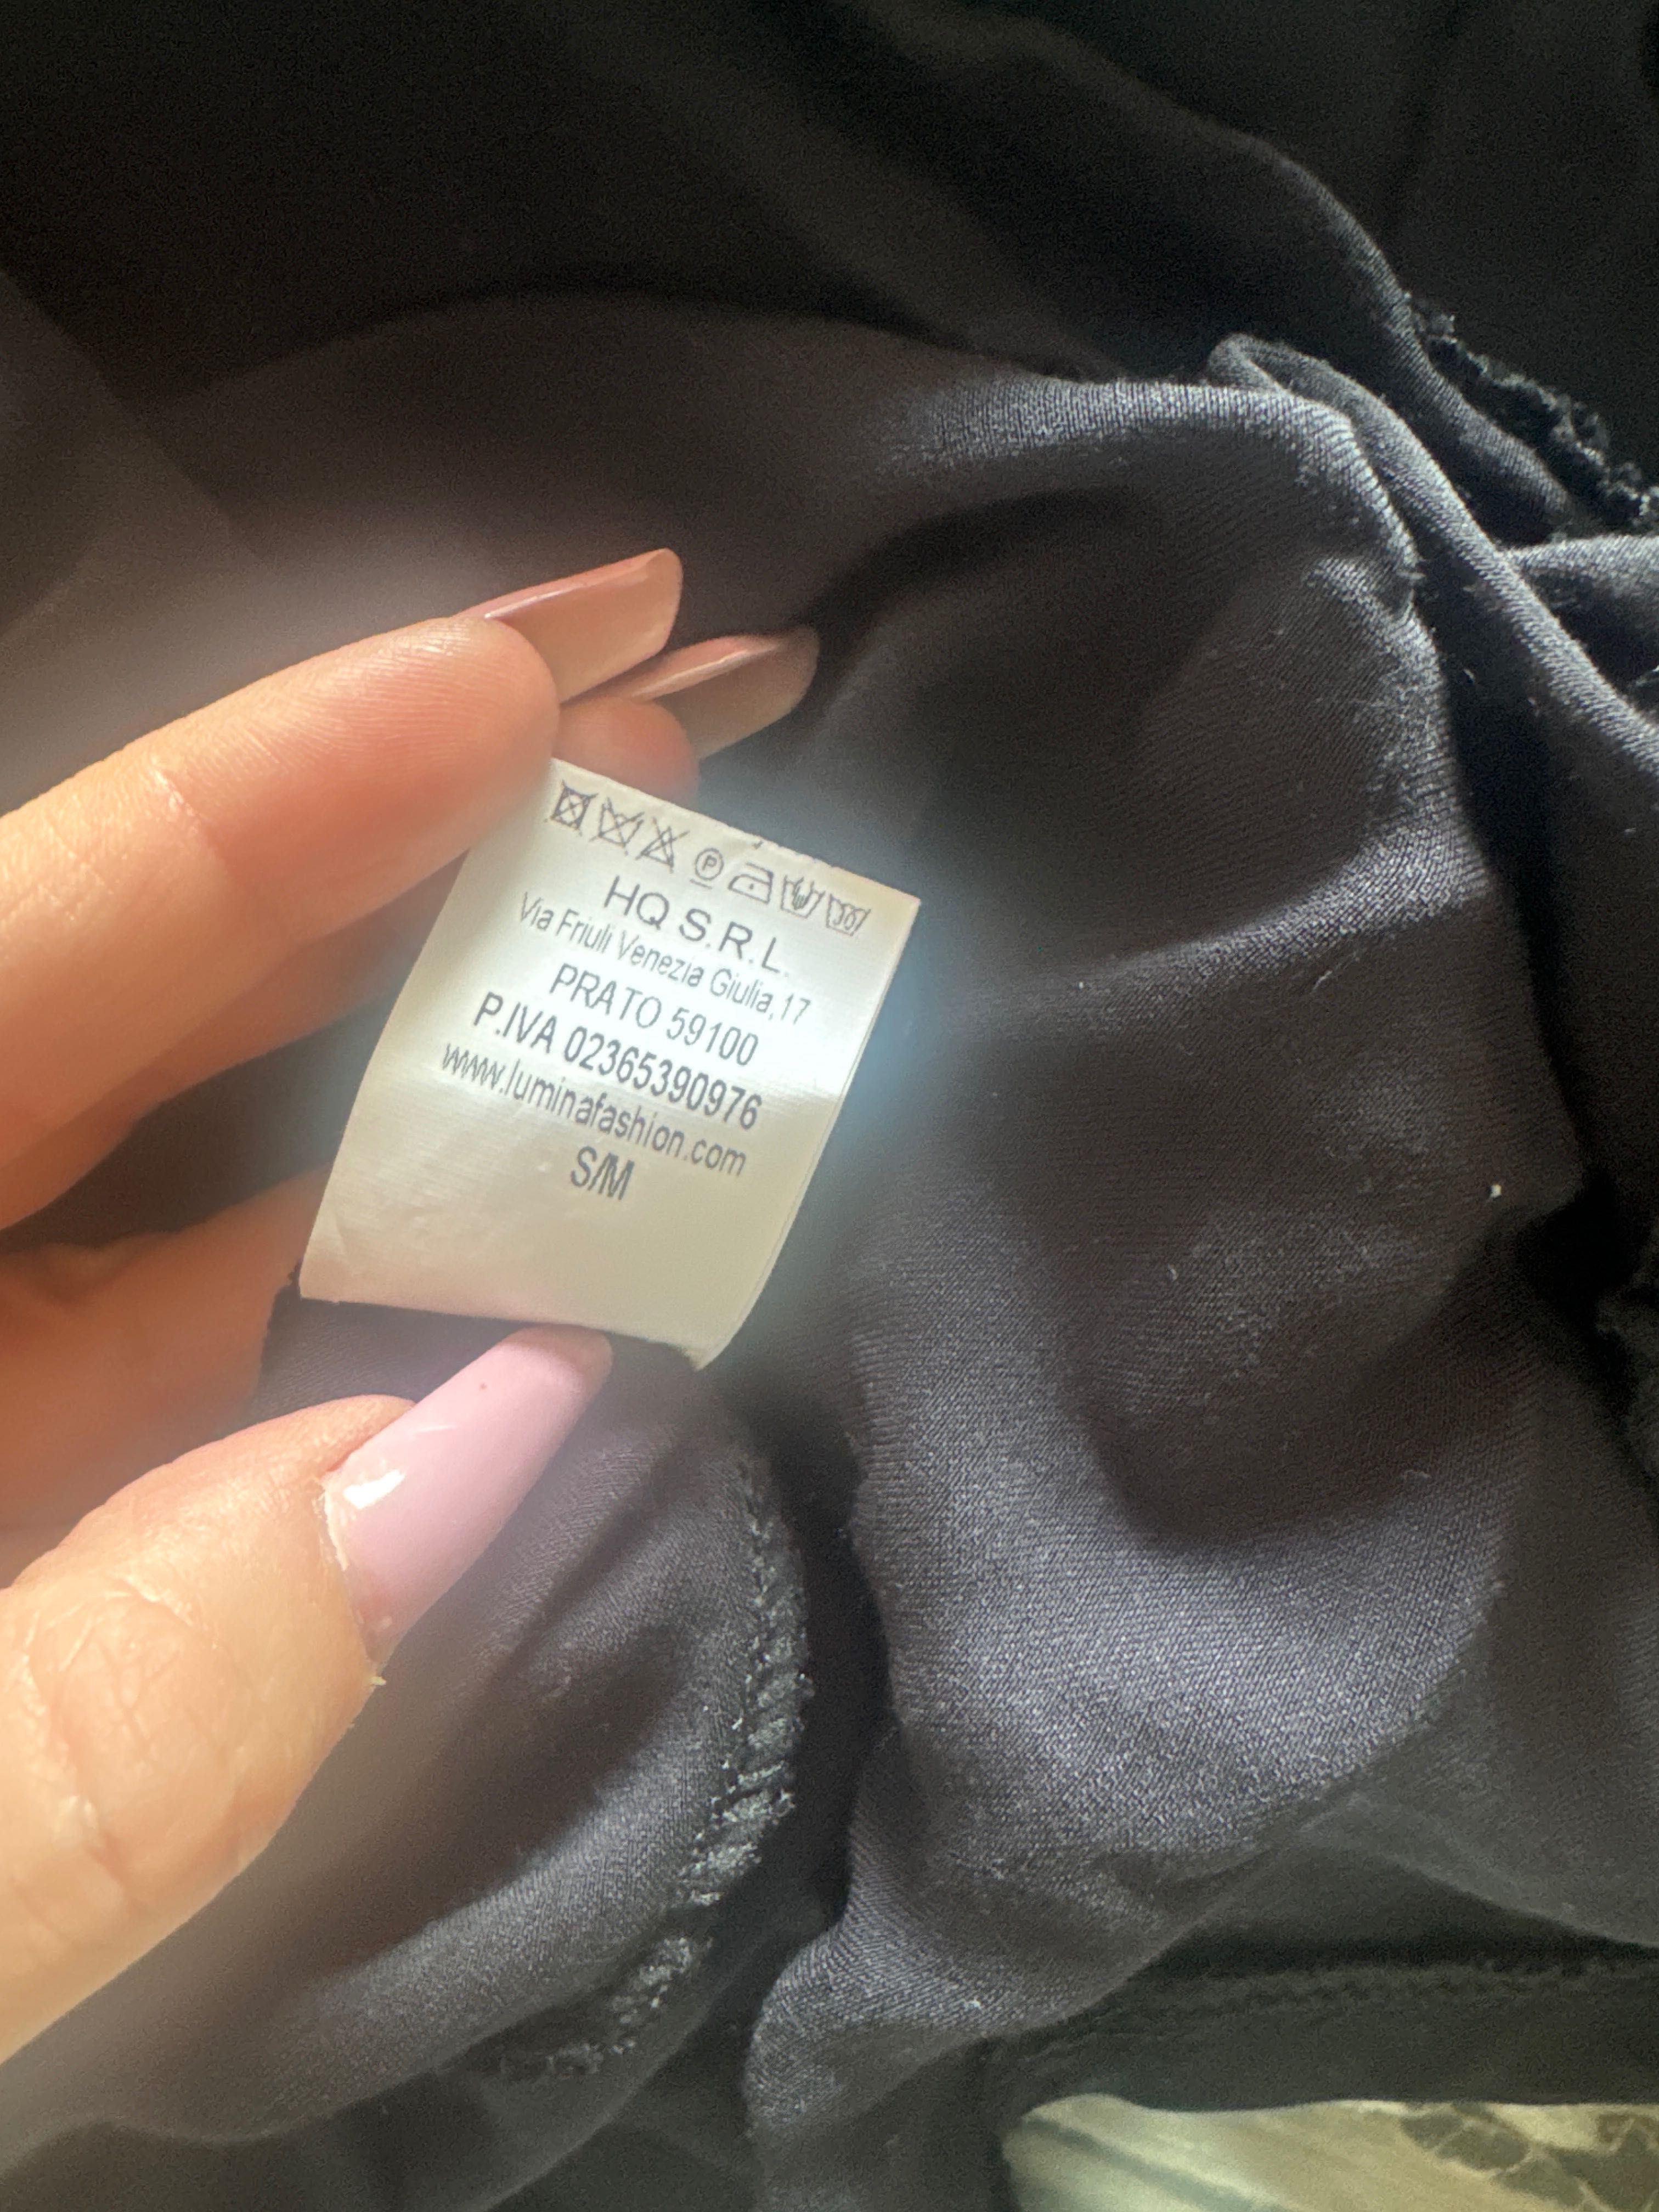 P
HQ S.R.L.
Via Friuli Venezia Giulia,17
PRATO 59100
P.IVA 02365390976
www.luminafashion.com
S/M